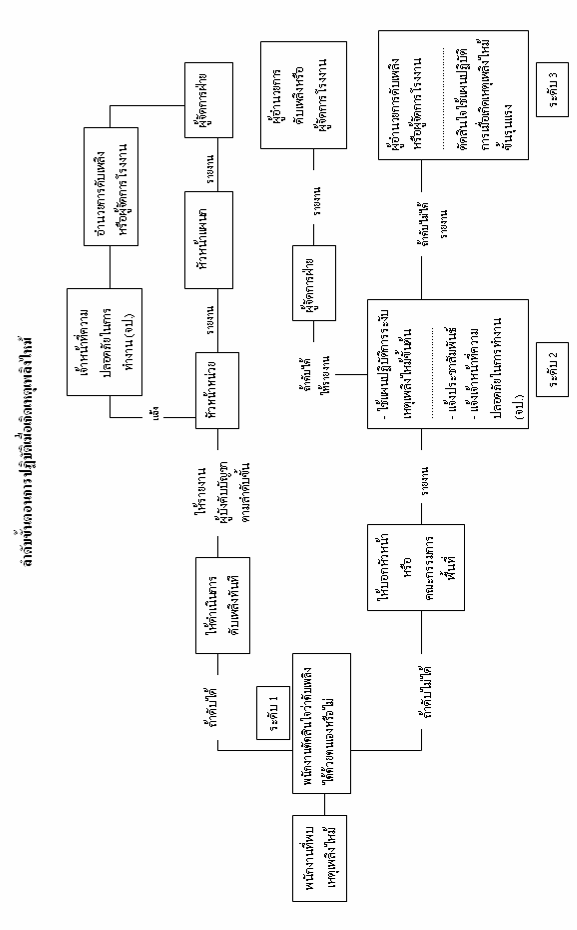 ลำดับขั้นตอนการปฏิบัติเมื่อเกิดเหตุเพลิงไหม้
พนักงานที่พบ
เหตุเพลิงไหม้
ระดับ 1
พนักงานตัดสินใจว่าดับเพลิง
ได้ด้วยตนเองหรือไม่
ถ้าดับได้
ให้ดำเนินการ
ดับเพลิงทันที
ให้รายงาน
ผู้บังคับบัญชา
ตามลำดับขั้น
หัวหน้าหน่วย
แจ้ง
เจ้าหน้าที่ความ
ปลอดภัยในการ
ทำงาน (จป.)
อำนวยการดับเพลิง
หรือผู้จัดการโรงงาน
รายงาน
หัวหน้าแผนก
รายงาน
ผู้จัดการฝ่าย
ถ้าดับไม่ได้
ให้บอกหัวหน้า
หรือ
คณะกรรมการ
พื้นที่
รายงาน
- ใช้แผนปฏิบัติการระงับ
เหตุเพลิงไหม้ขั้นต้น
....................
- แจ้งประชาสัมพันธ์
- แจ้งเจ้าหน้าที่ความ
ปลอดภัยในการทำงาน
(จป.)
ระดับ 2
ถ้าดับได้
ให้รายงาน
ผู้จัดการฝ่าย
รายงาน
ผู้อำนวยการ
ดับเพลิงหรือ
ผู้จัดการโรงงาน
ถ้าดับไม่ได้
รายงาน
ผู้อำนวยการดับเพลิง
หรือผู้จัดการโรงงาน
....................
ตัดสินใจใช้แผนปฏิบัติ
การเมื่อเกิดเหตุเพลิงไหม้
ขั้นรุนแรง
ระดับ 3